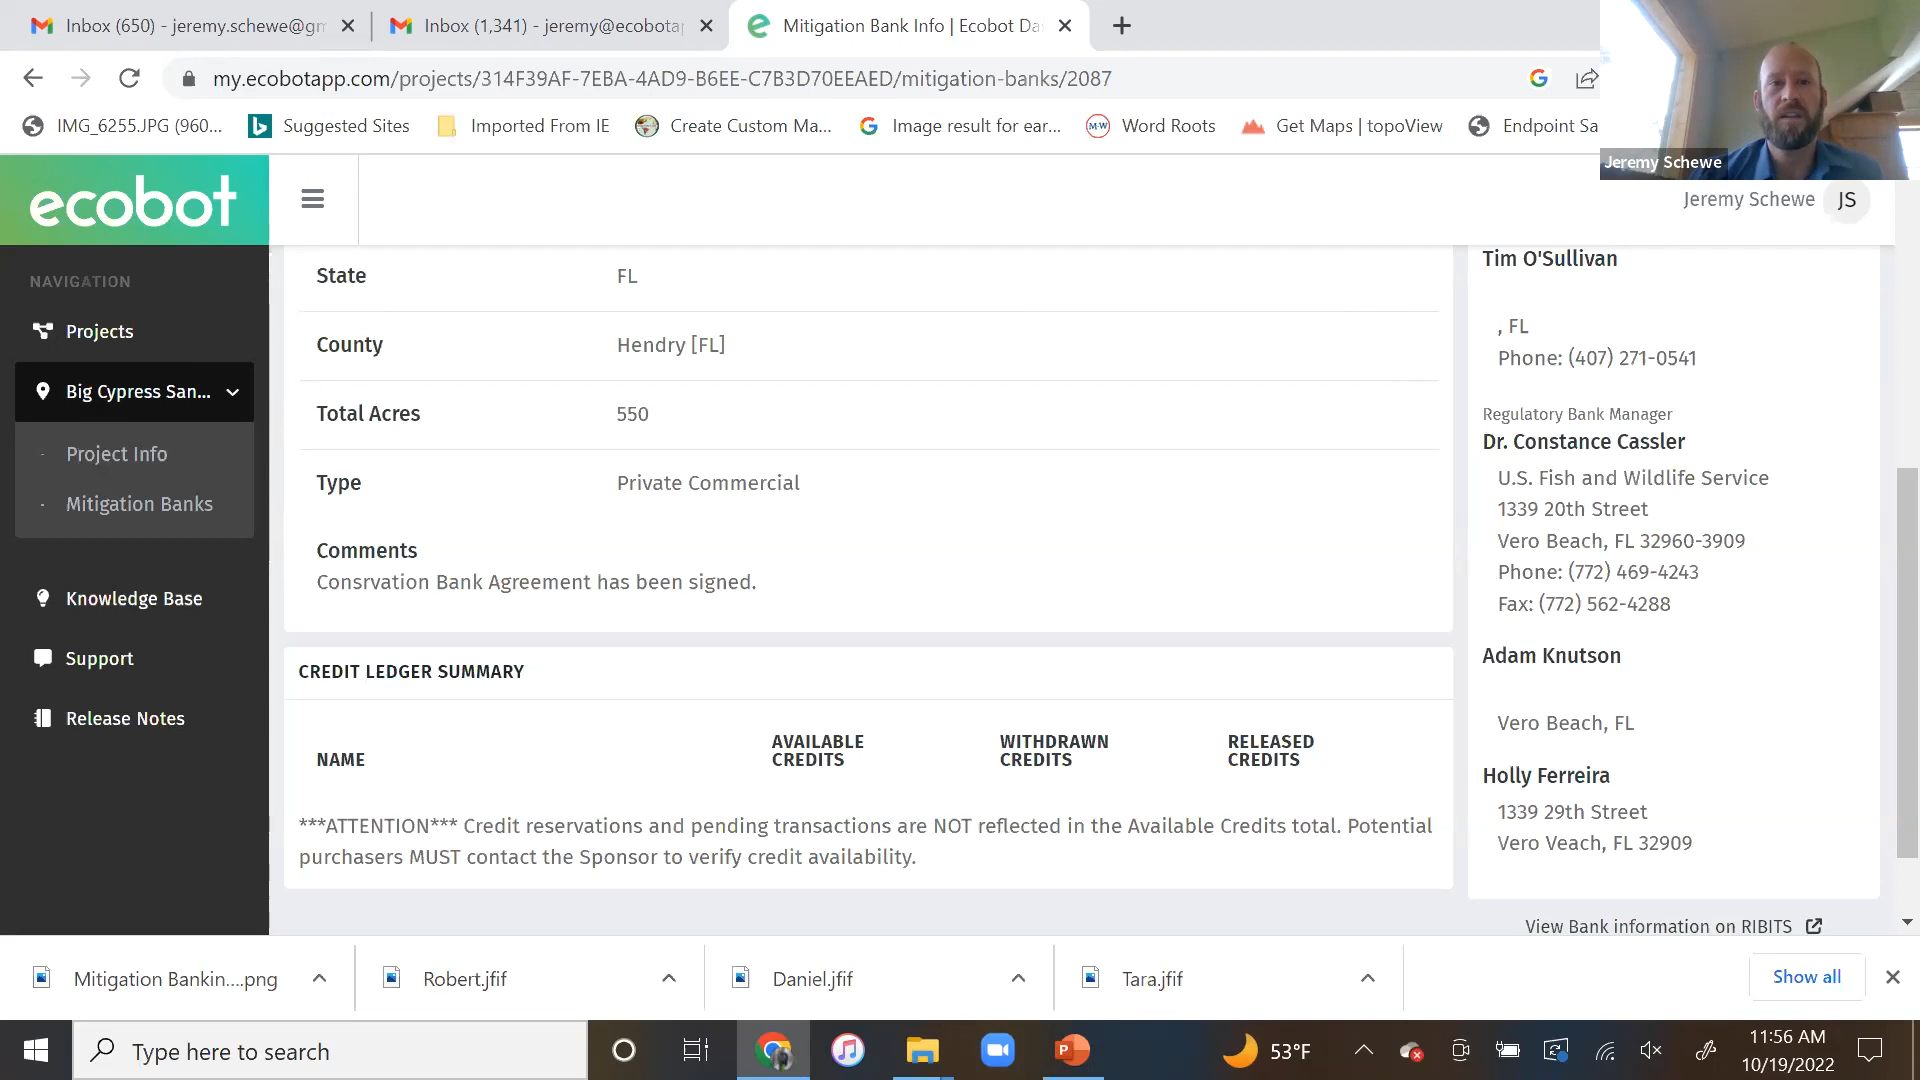 Inbox (650) - jeremy.schewe@gm
Inbox (1,341) - jeremy@ecobota
Mitigation Bank Info | Ecobot Da
my.ecobotapp.com/projects/314F39AF-7EBA-4AD9-B6EE-C7B3D70EEAED/mitigation-banks/2087
IMG_6255.JPG (960...
Suggested Sites
Imported From IE
Create Custom Ma...
Image result for ear...
M-W
Word Roots
Get Maps | topoView
Endpoint Sa
Jeremy Schewe
ecobot
Jeremy Schewe
JS
NAVIGATION
Projects
Big Cypress San...
- Project Info
- Mitigation Banks
Knowledge Base
Support
Release Notes
State FL
County Hendry [FL]
Total Acres 550
Type Private Commercial
Comments
Consrvation Bank Agreement has been signed.
CREDIT LEDGER SUMMARY
NAME
AVAILABLE
CREDITS
WITHDRAWN
CREDITS
RELEASED
CREDITS
***ATTENTION*** Credit reservations and pending transactions are NOT reflected in the Available Credits total. Potential
purchasers MUST contact the Sponsor to verify credit availability.
Tim O'Sullivan
, FL
Phone: (407) 271-0541
Regulatory Bank Manager
Dr. Constance Cassler
U.S. Fish and Wildlife Service
1339 20th Street
Vero Beach, FL 32960-3909
Phone: (772) 469-4243
Fax: (772) 562-4288
Adam Knutson
Vero Beach, FL
Holly Ferreira
1339 29th Street
Vero Veach, FL 32909
View Bank information on RIBITS
Mitigation Bankin....png
Robert.jfif
Daniel.jfif
Tara.jfif
Show all
Type here to search
P
53°F
11:56 AM
10/19/2022